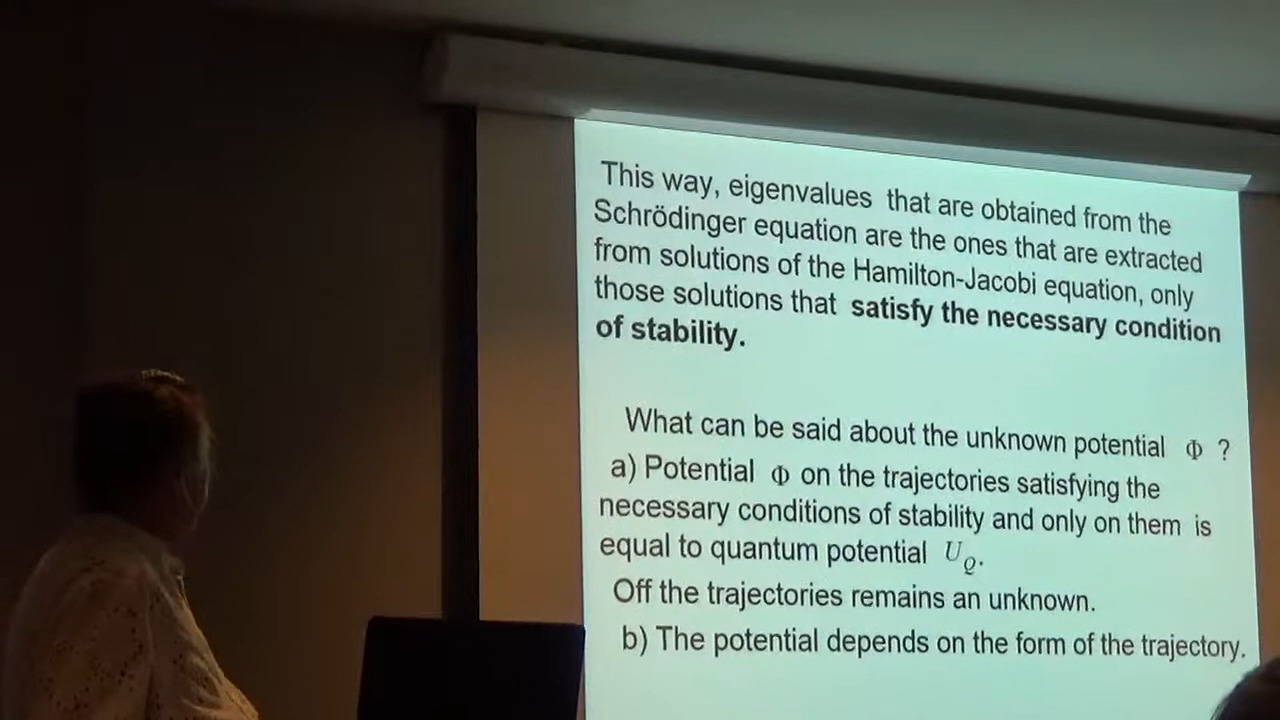 This way, eigenvalues that are obtained from the
Schrödinger equation are the ones that are extracted
from solutions of the Hamilton-Jacobi equation, only
those solutions that satisfy the necessary condition
of stability.
What can be said about the unknown potential Φ ?
a) Potential Φ on the trajectories satisfying the
necessary conditions of stability and only on them is
equal to quantum potential U_Q.
Off the trajectories remains an unknown.
b) The potential depends on the form of the trajectory.